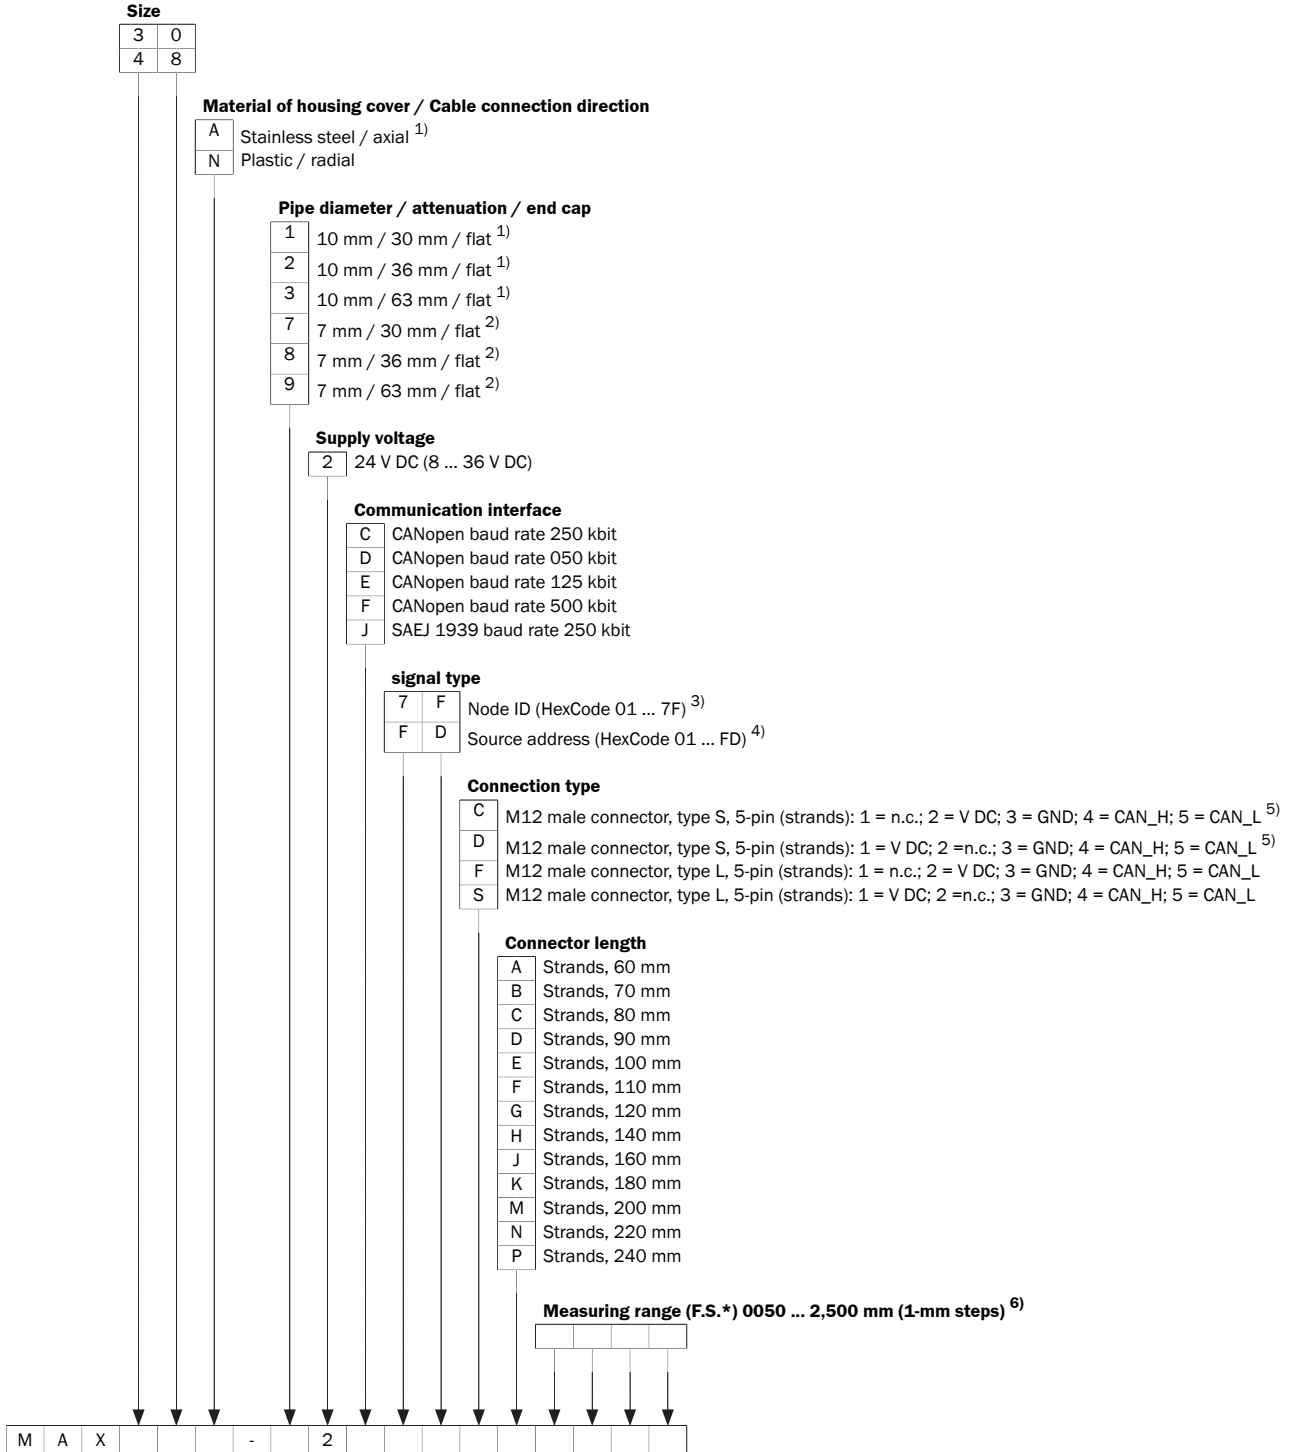 Size
3 0
4 8
Material of housing cover / Cable connection direction
A Stainless steel / axial 1)
N Plastic / radial
Pipe diameter / attenuation / end cap
1 10 mm / 30 mm / flat 1)
2 10 mm / 36 mm / flat 1)
3 10 mm / 63 mm / flat 1)
7 7 mm / 30 mm / flat 2)
8 7 mm / 36 mm / flat 2)
9 7 mm / 63 mm / flat 2)
Supply voltage
2 24 V DC (8 ... 36 V DC)
Communication interface
C CANopen baud rate 250 kbit
D CANopen baud rate 050 kbit
E CANopen baud rate 125 kbit
F CANopen baud rate 500 kbit
J SAEJ 1939 baud rate 250 kbit
signal type
7 F Node ID (HexCode 01 ... 7F) 3)
F D Source address (HexCode 01 ... FD) 4)
Connection type
C M12 male connector, type S, 5-pin (strands): 1 = n.c.; 2 = V DC; 3 = GND; 4 = CAN_H; 5 = CAN_L 5)
D M12 male connector, type S, 5-pin (strands): 1 = V DC; 2 =n.c.; 3 = GND; 4 = CAN_H; 5 = CAN_L 5)
F M12 male connector, type L, 5-pin (strands): 1 = n.c.; 2 = V DC; 3 = GND; 4 = CAN_H; 5 = CAN_L
S M12 male connector, type L, 5-pin (strands): 1 = V DC; 2 =n.c.; 3 = GND; 4 = CAN_H; 5 = CAN_L
Connector length
A Strands, 60 mm
B Strands, 70 mm
C Strands, 80 mm
D Strands, 90 mm
E Strands, 100 mm
F Strands, 110 mm
G Strands, 120 mm
H Strands, 140 mm
J Strands, 160 mm
K Strands, 180 mm
M Strands, 200 mm
N Strands, 220 mm
P Strands, 240 mm
Measuring range (F.S.*) 0050 ... 2,500 mm (1-mm steps) 6)
M A X - 2